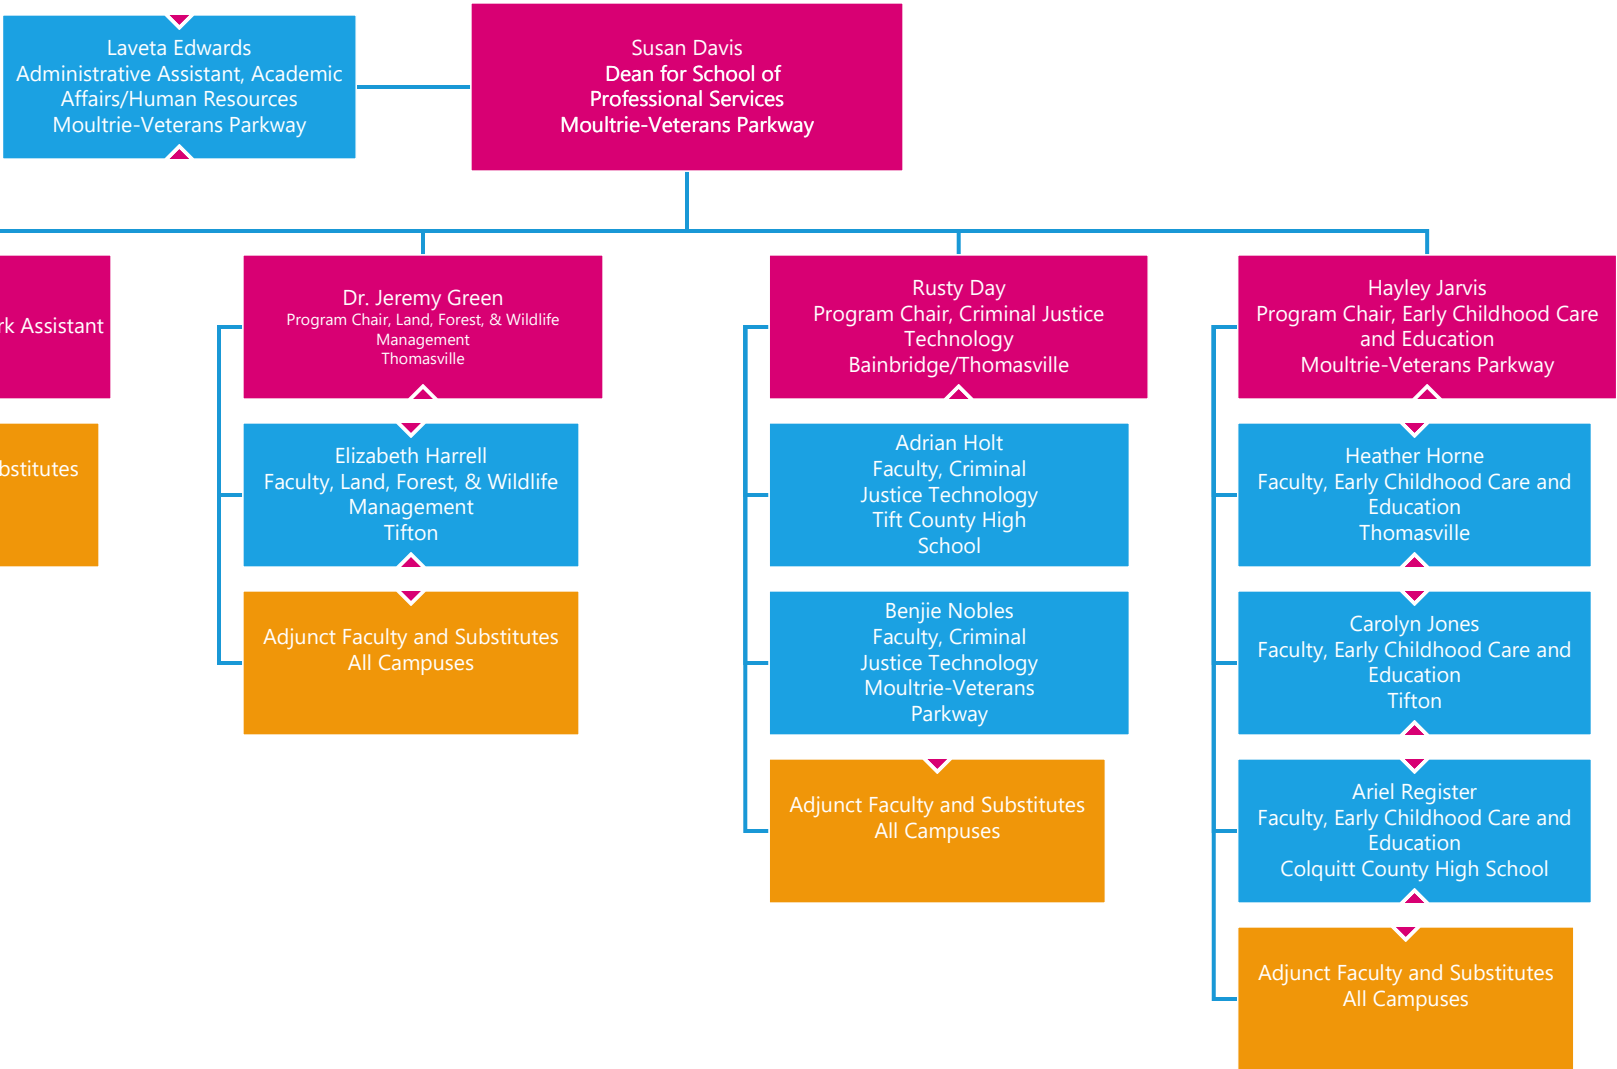 Laveta Edwards
Administrative Assistant, Academic
Affairs/Human Resources
Moultrie-Veterans Parkway
Susan Davis
Dean for School of
Professional Services
Moultrie-Veterans Parkway
Assistant
Dr. Jeremy Green
Program Chair, Land, Forest, & Wildlife
Management
Thomasville
Elizabeth Harrell
Faculty, Land, Forest, & Wildlife
Management
Tifton
Adjunct Faculty and Substitutes
All Campuses
Rusty Day
Program Chair, Criminal Justice
Technology
Bainbridge/Thomasville
Adrian Holt
Faculty, Criminal
Justice Technology
Tift County High
School
Benjie Nobles
Faculty, Criminal
Justice Technology
Moultrie-Veterans
Parkway
Adjunct Faculty and Substitutes
All Campuses
Hayley Jarvis
Program Chair, Early Childhood Care
and Education
Moultrie-Veterans Parkway
Heather Horne
Faculty, Early Childhood Care and
Education
Thomasville
Carolyn Jones
Faculty, Early Childhood Care and
Education
Tifton
Ariel Register
Faculty, Early Childhood Care and
Education
Colquitt County High School
Adjunct Faculty and Substitutes
All Campuses